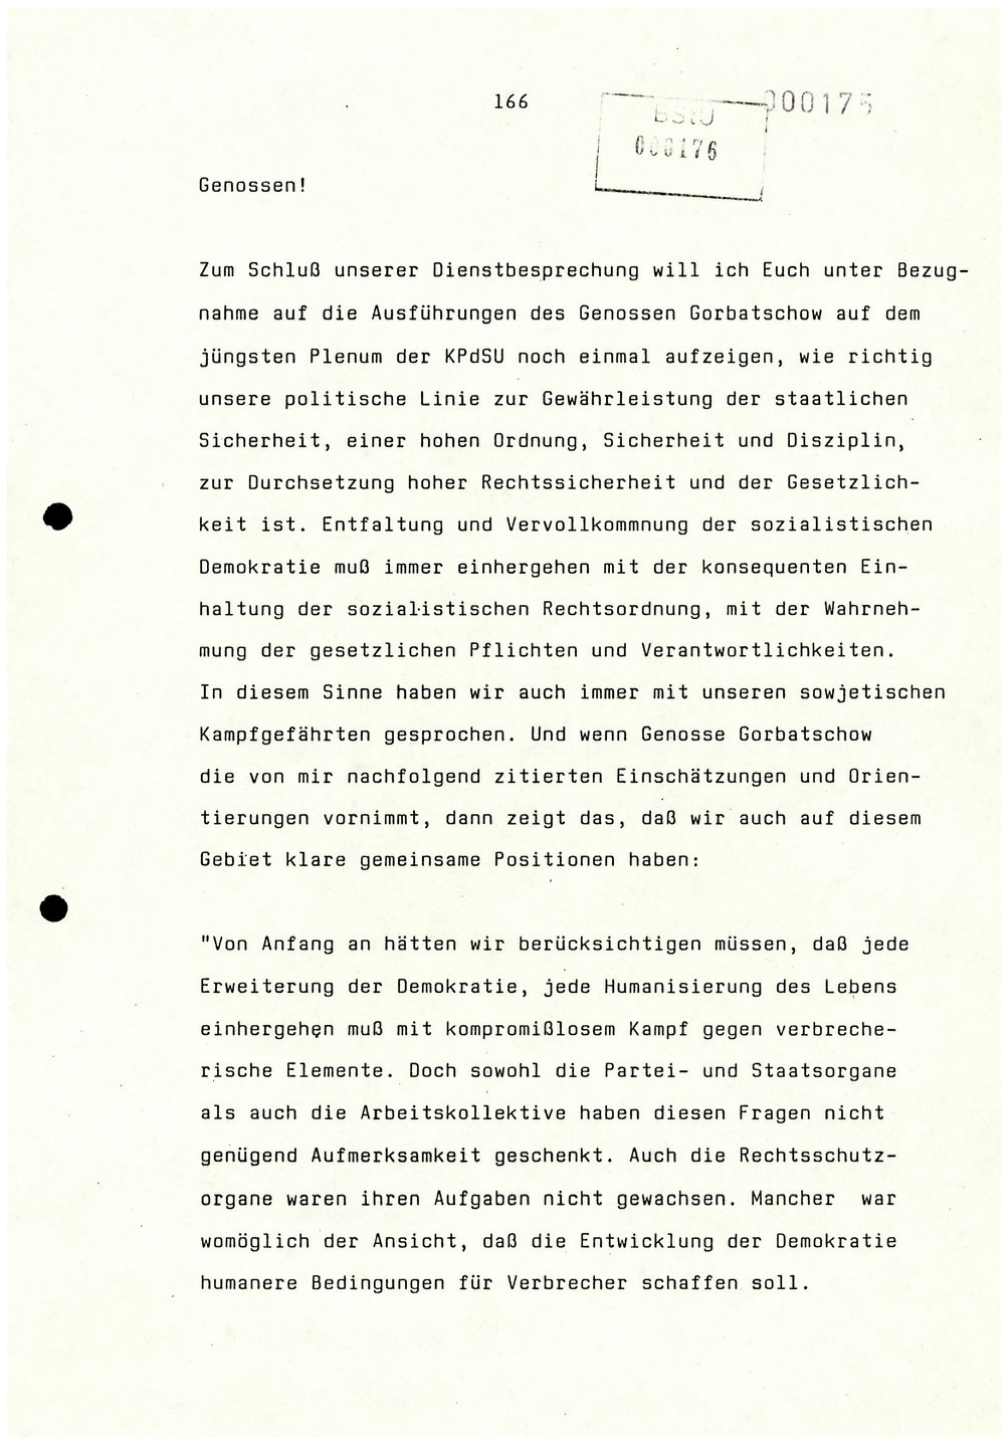 166
000175
BStU
000176
Genossen!
Zum Schluß unserer Dienstbesprechung will ich Euch unter Bezug-
nahme auf die Ausführungen des Genossen Gorbatschow auf dem
jüngsten Plenum der KPdSU noch einmal aufzeigen, wie richtig
unsere politische Linie zur Gewährleistung der staatlichen
Sicherheit, einer hohen Ordnung, Sicherheit und Disziplin,
zur Durchsetzung hoher Rechtssicherheit und der Gesetzlich-
keit ist. Entfaltung und Vervollkommnung der sozialistischen
Demokratie muß immer einhergehen mit der konsequenten Ein-
haltung der sozialistischen Rechtsordnung, mit der Wahrneh-
mung der gesetzlichen Pflichten und Verantwortlichkeiten.
In diesem Sinne haben wir auch immer mit unseren sowjetischen
Kampfgefährten gesprochen. Und wenn Genosse Gorbatschow
die von mir nachfolgend zitierten Einschätzungen und Orien-
tierungen vornimmt, dann zeigt das, daß wir auch auf diesem
Gebiet klare gemeinsame Positionen haben:
"Von Anfang an hätten wir berücksichtigen müssen, daß jede
Erweiterung der Demokratie, jede Humanisierung des Lebens
einhergehen muß mit kompromißlosem Kampf gegen verbreche-
rische Elemente. Doch sowohl die Partei- und Staatsorgane
als auch die Arbeitskollektive haben diesen Fragen nicht
genügend Aufmerksamkeit geschenkt. Auch die Rechtsschutz-
organe waren ihren Aufgaben nicht gewachsen. Mancher war
womöglich der Ansicht, daß die Entwicklung der Demokratie
humanere Bedingungen für Verbrecher schaffen soll.